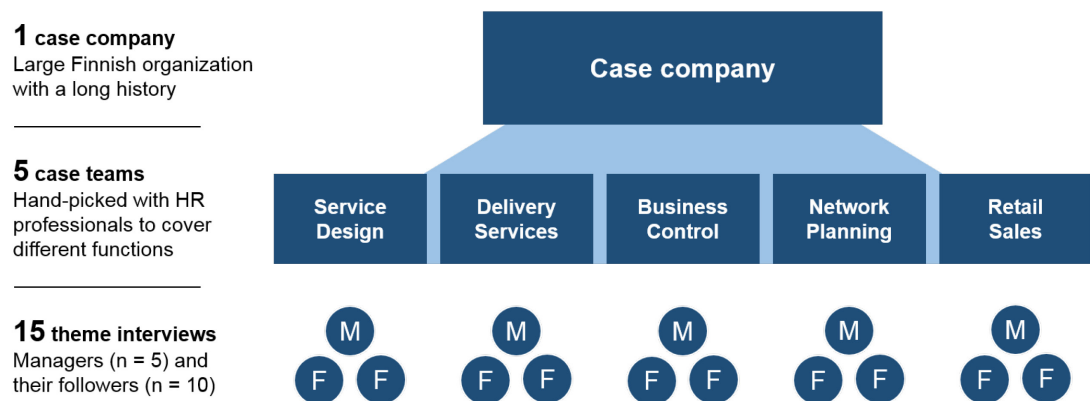 1 case company
Large Finnish organization
with a long history
Case company
5 case teams
Hand-picked with HR
professionals to cover
different functions
Service
Design
Delivery
Services
Business
Control
Network
Planning
Retail
Sales
15 theme interviews
Managers (n = 5) and
their followers (n = 10)
M
F F
M
F F
M
F F
M
F F
M
F F